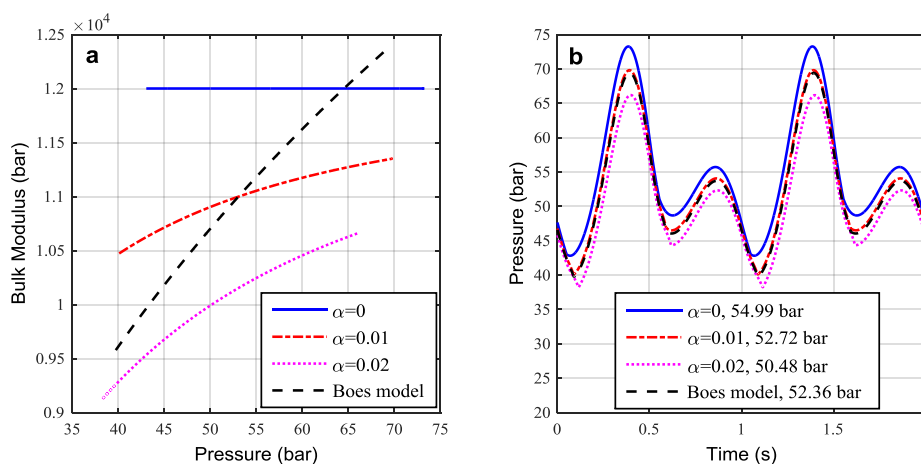 ×10⁴
a
1.25
1.2
1.15
1.1
1.05
1
0.95
0.9
Bulk Modulus (bar)
35 40 45 50 55 60 65 70 75
Pressure (bar)
α=0
α=0.01
α=0.02
Boes model
b
75
70
65
60
55
50
45
40
35
30
25
20
Pressure (bar)
0 0.5 1 1.5
Time (s)
α=0, 54.99 bar
α=0.01, 52.72 bar
α=0.02, 50.48 bar
Boes model, 52.36 bar